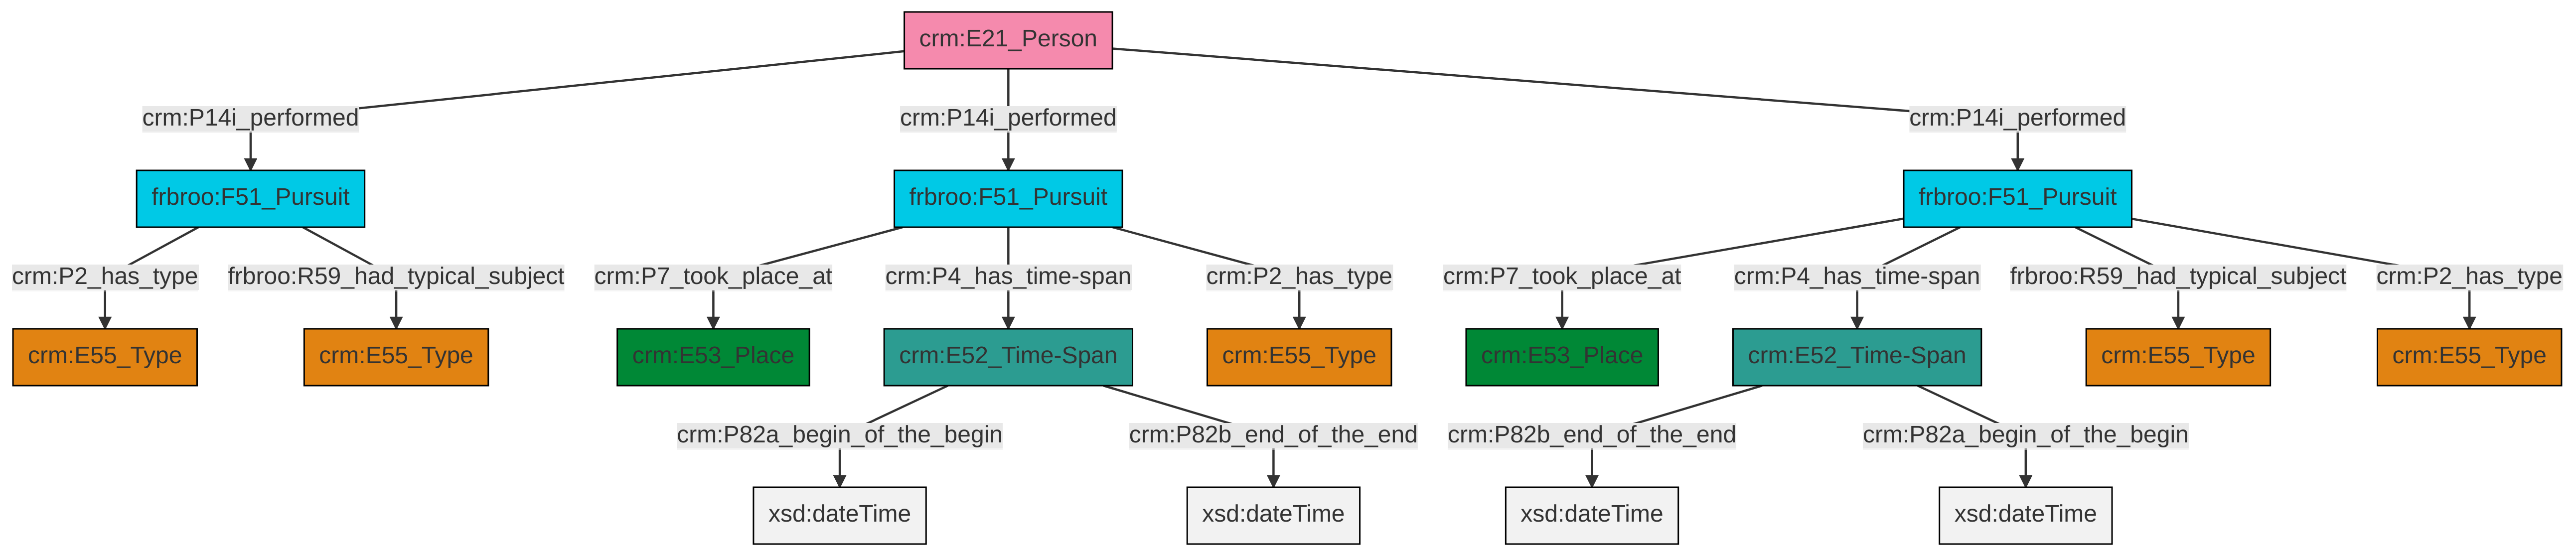 crm:E21_Person
crm:P14i_performed crm:P14i_performed crm:P14i_performed
frbroo:F51_Pursuit frbroo:F51_Pursuit frbroo:F51_Pursuit
crm:P2_has_type frbroo:R59_had_typical_subject crm:P7_took_place_at crm:P4_has_time-span crm:P2_has_type crm:P7_took_place_at crm:P4_has_time-span frbroo:R59_had_typical_subject crm:P2_has_type
crm:E55_Type crm:E55_Type crm:E53_Place crm:E52_Time-Span crm:E55_Type crm:E53_Place crm:E52_Time-Span crm:E55_Type crm:E55_Type
crm:P82a_begin_of_the_begin crm:P82b_end_of_the_end crm:P82b_end_of_the_end crm:P82a_begin_of_the_begin
xsd:dateTime xsd:dateTime xsd:dateTime xsd:dateTime